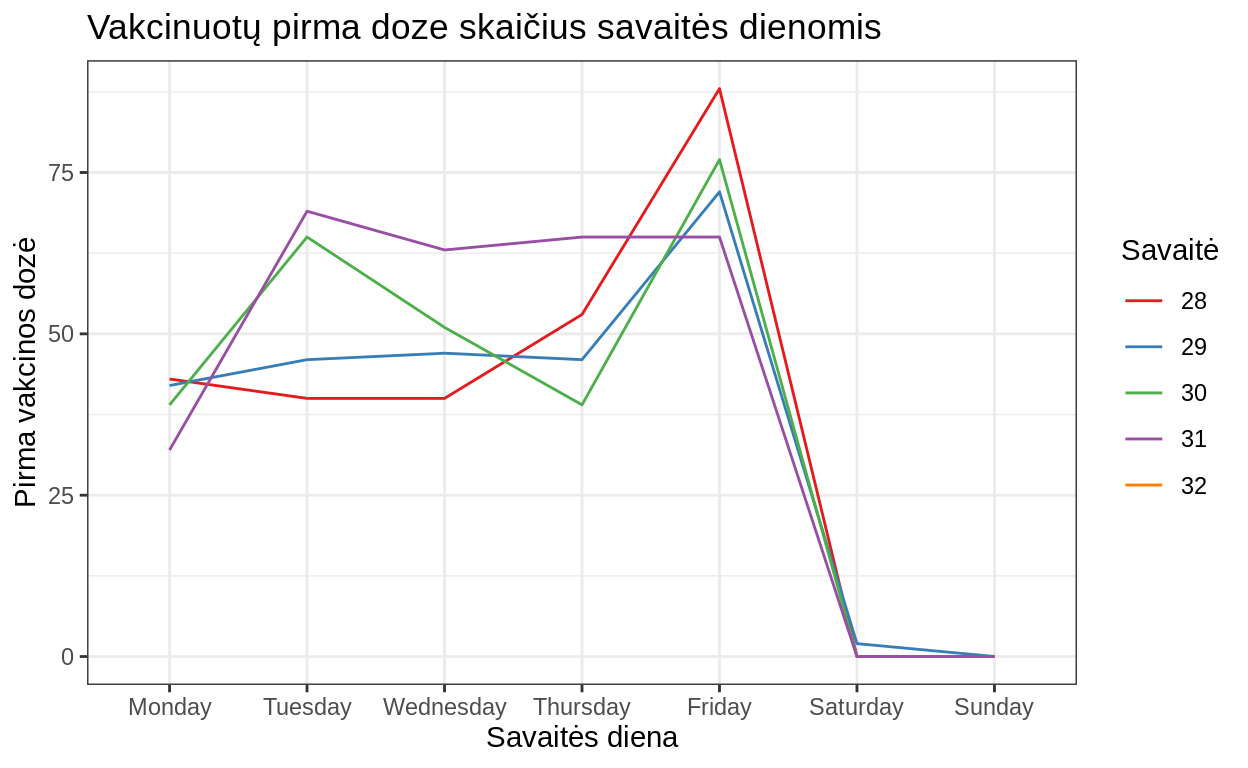 Vakcinuotų pirma doze skaičius savaitės dienomis
Pirma vakcinos dozė
75
50
25
0
Monday Tuesday Wednesday Thursday Friday Saturday Sunday
Savaitės diena
Savaitė
28
29
30
31
32